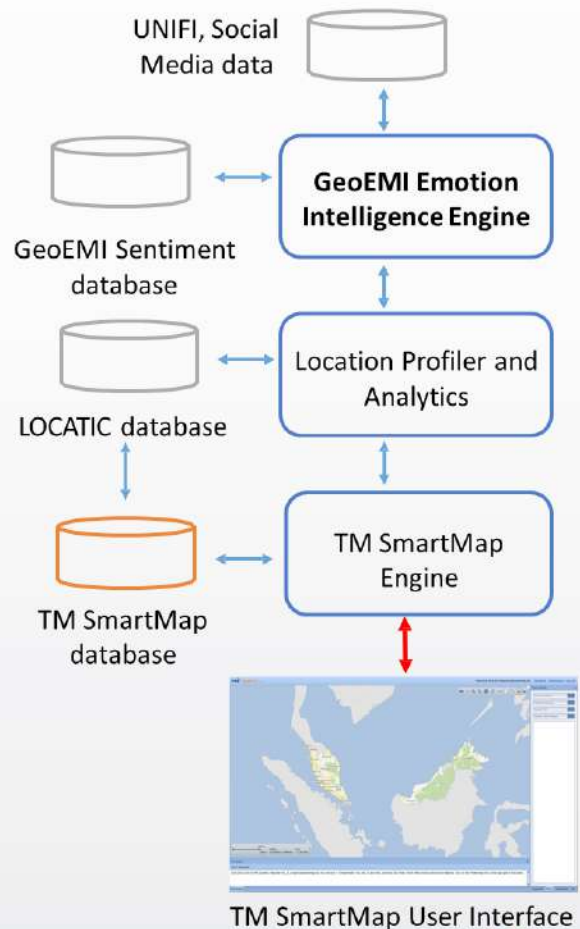 UNIFI, Social
Media data
GeoEMI Emotion
Intelligence Engine
GeoEMI Sentiment
database
Location Profiler and
Analytics
LOCATIC database
TM SmartMap
Engine
TM SmartMap
database
TM SmartMap User Interface